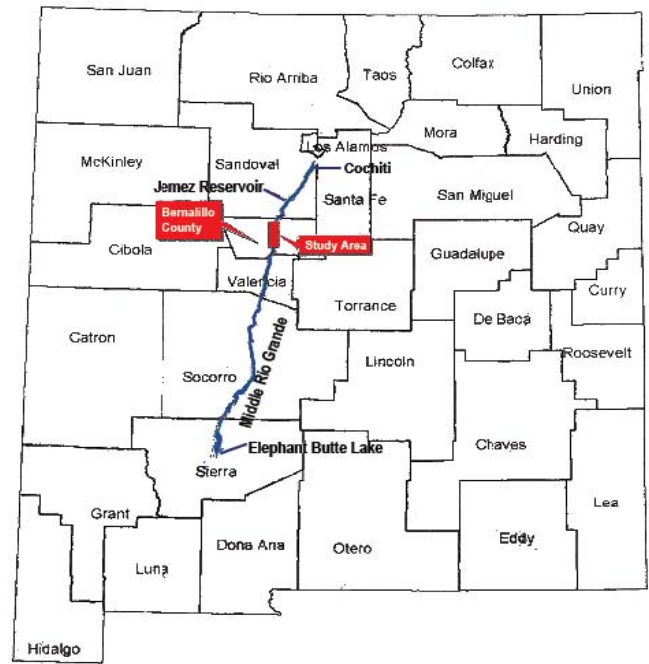 San Juan
Rio Arriba
Taos
Colfax
Union
Mora
Harding
Los Alamos
McKinley
Sandoval
Cochiti
Jemez Reservoir
Santa Fe
San Miguel
Bernalillo
County
Quay
Study Area
Cibola
Guadalupe
Valencia
Curry
Torrance
De Baca
Catron
Lincoln
Roosevelt
Socorro
Middle Rio Grande
Chaves
Elephant Butte Lake
Sierra
Lea
Grant
Dona Ana
Otero
Eddy
Luna
Hidalgo